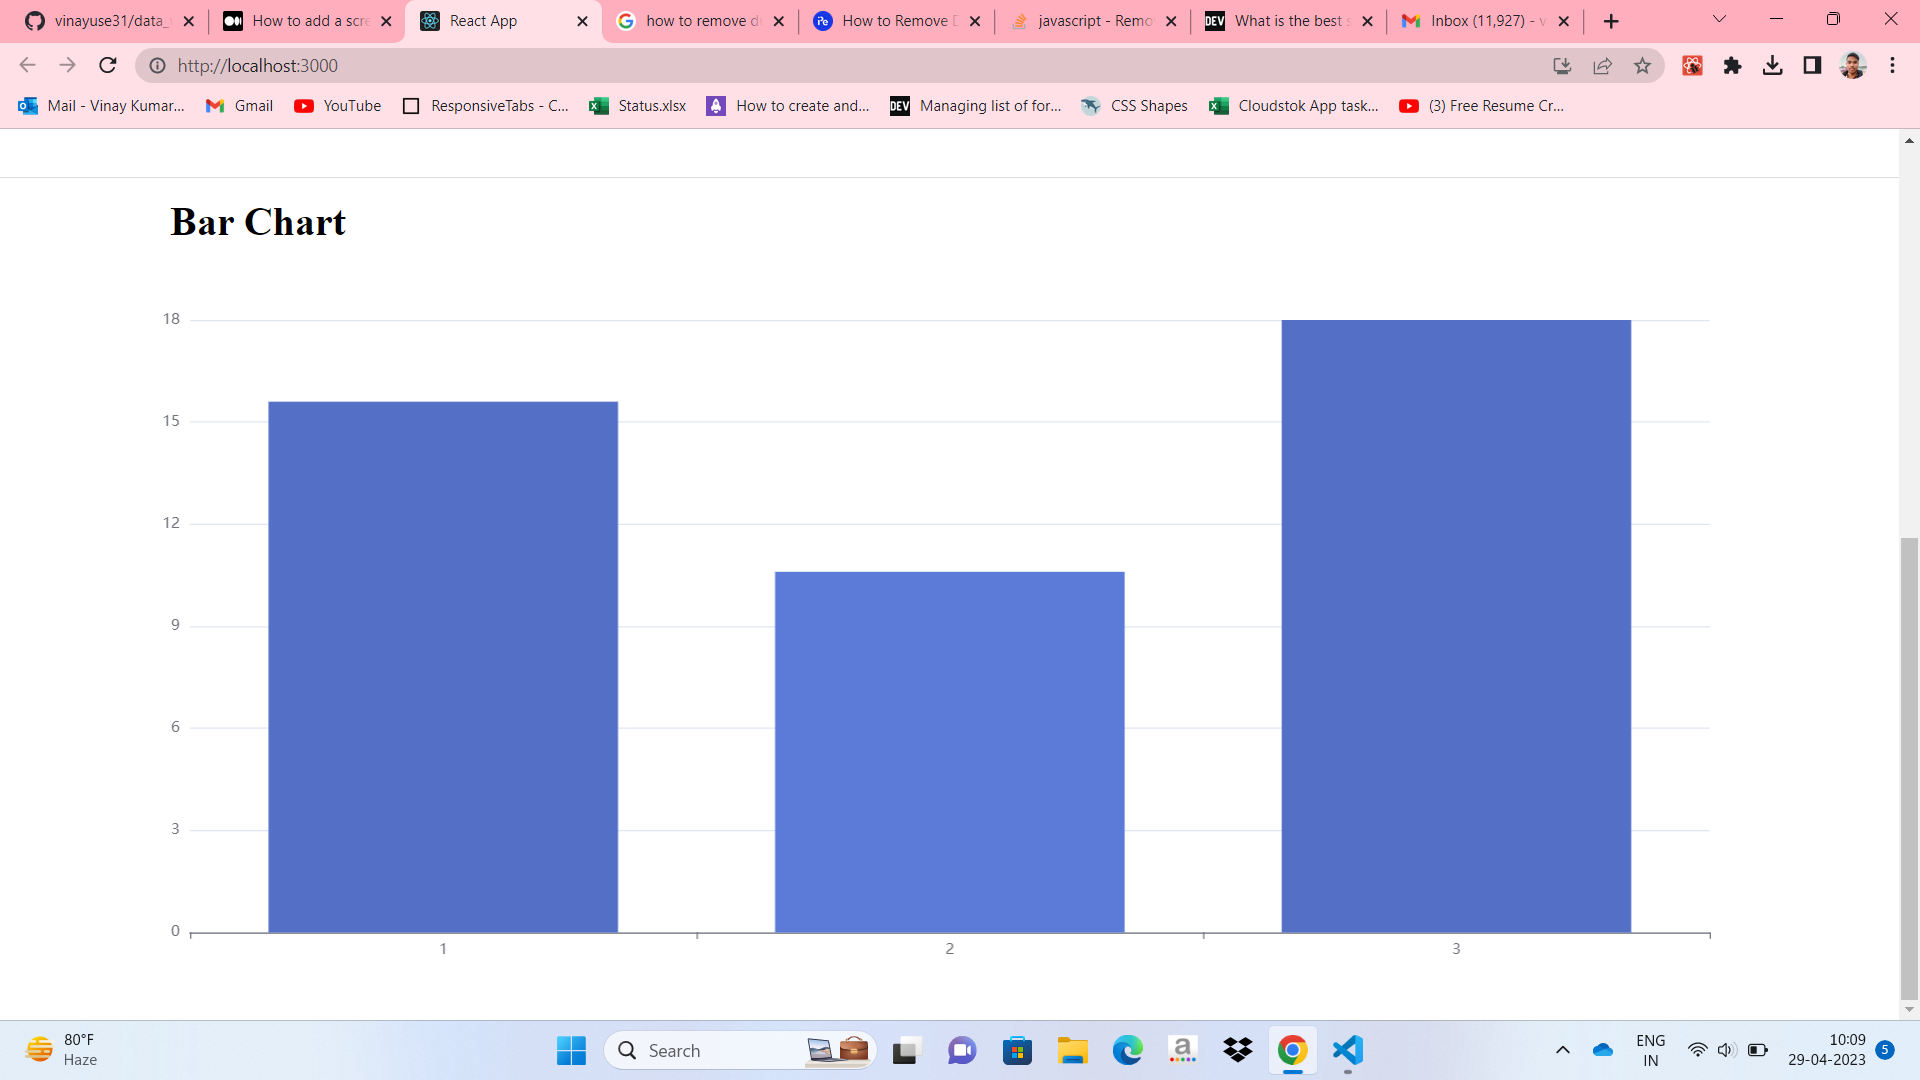 vinayuse31/data_
How to add a scre
React App
how to remove d
How to Remove D
javascript - Remo
DEV What is the best s
Inbox (11,927) - v
http://localhost:3000
Mail - Vinay Kumar...
Gmail
YouTube
ResponsiveTabs - C...
Status.xlsx
How to create and...
DEV Managing list of for...
CSS Shapes
Cloudstok App task...
(3) Free Resume Cr...
Bar Chart
18
15
12
9
6
3
0
1
2
3
80°F
Haze
Search
ENG
IN
10:09
29-04-2023
5